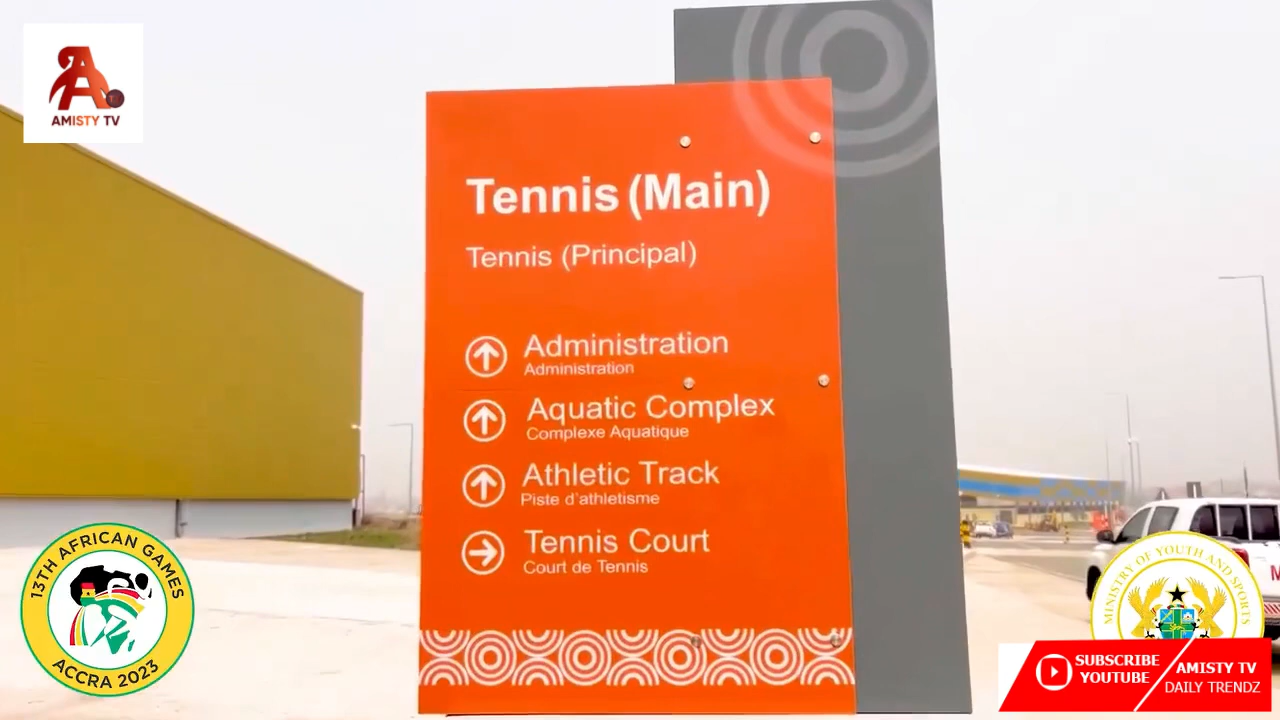 AMISTY TV
Tennis (Main)
Tennis (Principal)
Administration
Administration
Aquatic Complex
Complexe Aquatique
Athletic Track
Piste d'athletisme
Tennis Court
Court de Tennis
13TH AFRICAN GAMES
ACCRA 2023
MINISTRY OF YOUTH AND SPORTS
M
SUBSCRIBE
YOUTUBE
AMISTY TV
DAILY TRENDZ